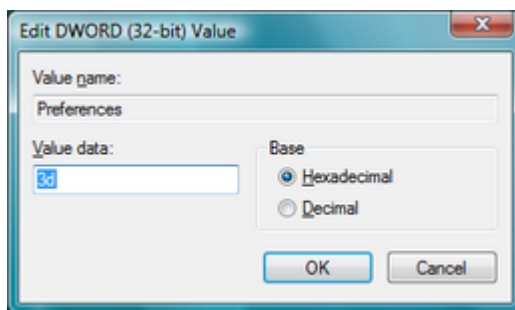 Edit DWORD (32-bit) Value
Value name:
Preferences
Value data:
3d
Base
Hexadecimal
Decimal
OK
Cancel